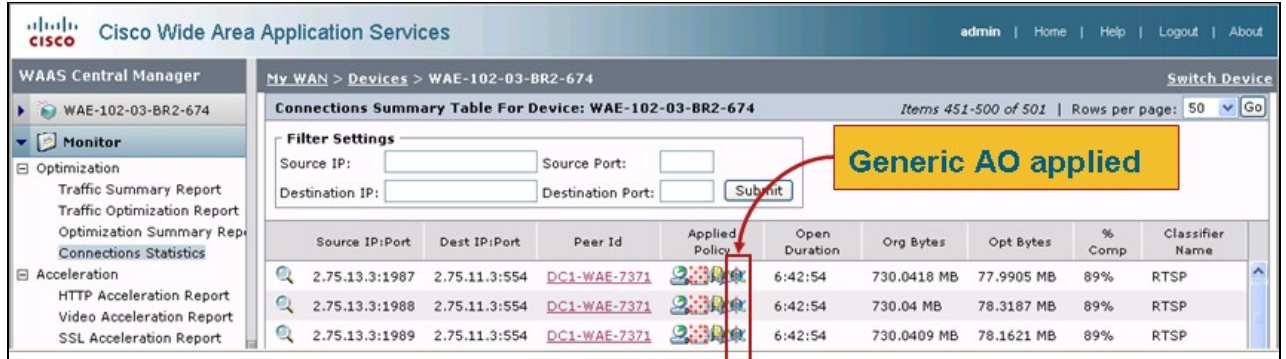 CISCO Cisco Wide Area Application Services admin | Home | Help | Logout | About
WAAS Central Manager
My WAN > Devices > WAE-102-03-BR2-674 Switch Device
WAE-102-03-BR2-674
Connections Summary Table For Device: WAE-102-03-BR2-674 Items 451-500 of 501 | Rows per page: 50 Go
Monitor
Filter Settings
Source IP: Source Port:
Destination IP: Destination Port: Submit
Generic AO applied
Optimization
Traffic Summary Report
Traffic Optimization Report
Optimization Summary Rep
Connections Statistics
Acceleration
HTTP Acceleration Report
Video Acceleration Report
SSL Acceleration Report
Source IP:Port Dest IP:Port Peer Id Applied Policy Open Duration Org Bytes Opt Bytes % Comp Classifier Name
2.75.13.3:1987 2.75.11.3:554 DC1-WAE-7371 6:42:54 730.0418 MB 77.9905 MB 89% RTSP
2.75.13.3:1988 2.75.11.3:554 DC1-WAE-7371 6:42:54 730.04 MB 78.3187 MB 89% RTSP
2.75.13.3:1989 2.75.11.3:554 DC1-WAE-7371 6:42:54 730.0409 MB 78.1621 MB 89% RTSP